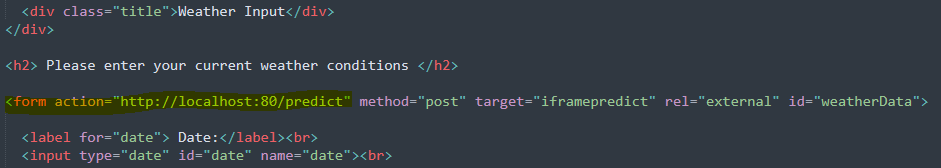 <div class="title">Weather Input</div>
</div>
<h2> Please enter your current weather conditions </h2>
<form action="http://localhost:80/predict" method="post" target="iframepredict" rel="external" id="weatherData">
<label for="date"> Date:</label><br>
<input type="date" id="date" name="date"><br>